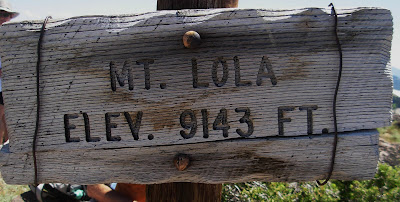 MT. LOLA
ELEV. 9143 FT.